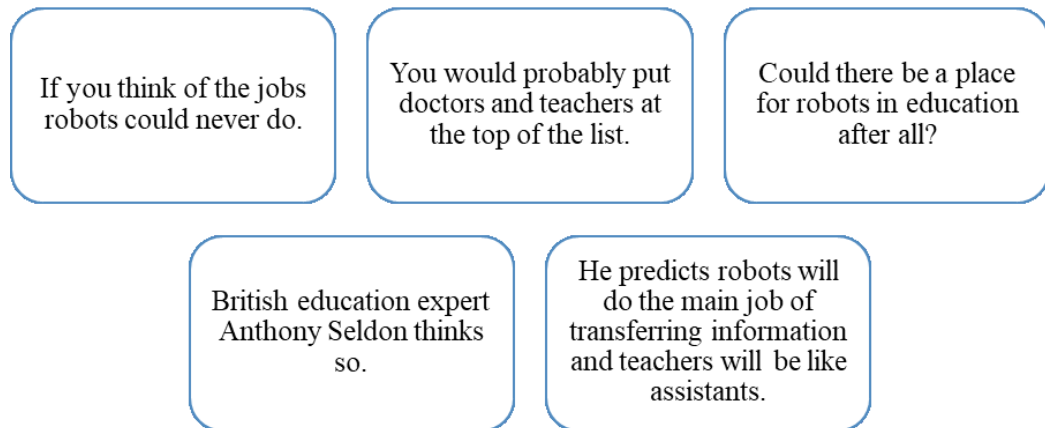 If you think of the jobs
robots could never do.
You would probably put
doctors and teachers at
the top of the list.
Could there be a place
for robots in education
after all?
British education expert
Anthony Seldon thinks
so.
He predicts robots will
do the main job of
transferring information
and teachers will be like
assistants.